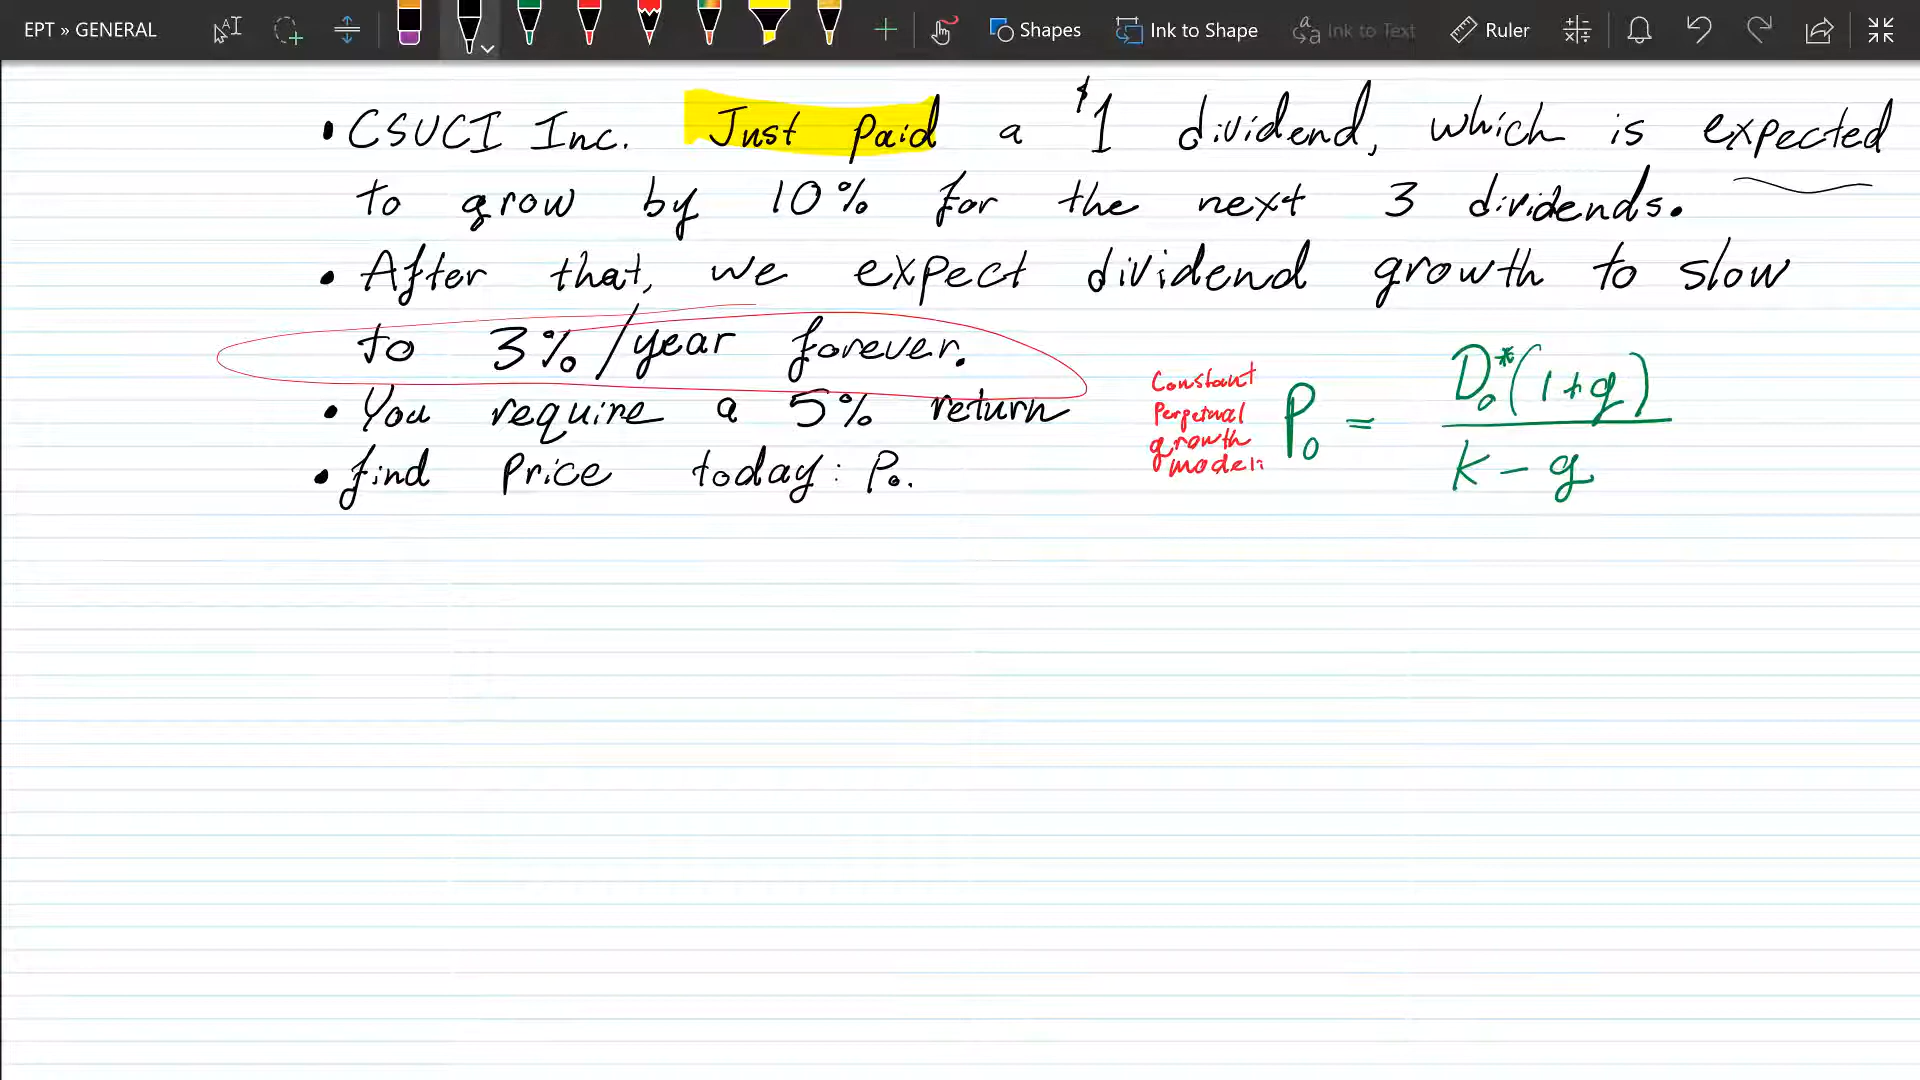 EPT » GENERAL
Shapes
Ink to Shape
Ink to Text
Ruler
• CSUCI Inc. Just Paid a $1 dividend, which is expected
to grow by 10% for the next 3 dividends.
• After that, we expect dividend growth to slow
to 3%/year forever.
• You require a 5% return
• find Price today: P₀.
Constant
Perpetual
growth
model:
P₀ = D₀*(1+g)
K - g